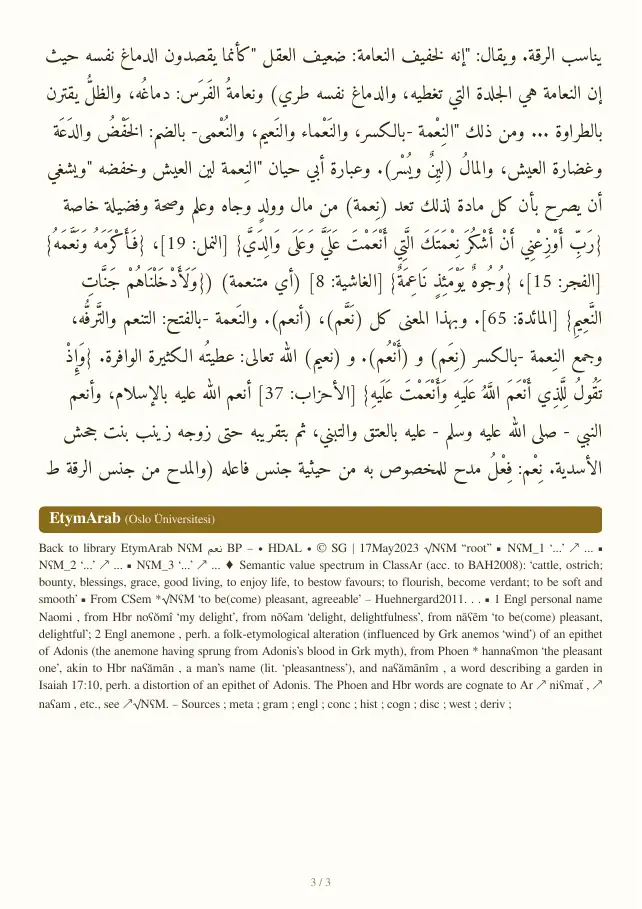 يناسب الرقة. ويقال: "إنه لخفيف النعامة: ضعيف العقل "كأنما يقصدون الدماغ نفسه حيث
إن النعامة هي الجلدة التي تغطيه، والدماغ نفسه طري) ونعامةُ الفَرَس: دماغُه، والظلُّ يقترن
بالطراوة ... ومن ذلك "النِعْمة -بالكسر، والنَعْماء والنَعيم، والنُعْمى- بالضم: الخَفْضُ والدَعَة
وغضارة العيش، والمالُ (لينٌ ويُسْر). وعبارة أبي حيان "النِعمة لين العيش وخفضه "ويشغي
أن يصرح بأن كل مادة لذلك تعد (نِعمة) من مال وولدٍ وجاه وعلم وصحة وفضيلة خاصة
{رَبِّ أَوْزِعْنِي أَنْ أَشْكُرَ نِعْمَتَكَ الَّتِي أَنْعَمْتَ عَلَيَّ وَعَلَى وَالِدَيَّ} [النمل: 19]، {فَأَكْرَمَهُ وَنَعَّمَهُ}
[الفجر: 15]، {وُجُوهٌ يَوْمَئِذٍ نَاعِمَةٌ} [الغاشية: 8] (أي متنعمة) ({وَلَأَدْخَلْنَاهُمْ جَنَّاتِ
النَّعِيمِ} [المائدة: 65]. وبهذا المعنى كل (نَعَّم)، (أنعم). والنَعمة -بالفتح: التنعم والتَّرفُّه،
وجمع النِعمة -بالكسر (نِعَم) و (أَنْعُم). و (نعيم) الله تعالى: عطيتُه الكثيرة الوافرة. {وَإِذْ
تَقُولُ لِلَّذِي أَنْعَمَ اللَّهُ عَلَيْهِ وَأَنْعَمْتَ عَلَيْهِ} [الأحزاب: 37] أنعم الله عليه بالإسلام، وأنعم
النبي - صلى الله عليه وسلم - عليه بالعتق والتبني، ثم بتقريبه حتى زوجه زينب بنت جحش
الأسدية. نِعْم: فِعْلُ مدح للمخصوص به من حيثية جنس فاعله (والمدح من جنس الرقة ط
EtymArab (Oslo Üniversitesi)
Back to library EtymArab NʕM نعم BP – • HDAL • © SG | 17May2023 √NʕM “root” ▪ NʕM_1 ‘...’ ↗ ... ▪
NʕM_2 ‘...’ ↗ ... ▪ NʕM_3 ‘...’ ↗ ... ♦ Semantic value spectrum in ClassAr (acc. to BAH2008): ‘cattle, ostrich;
bounty, blessings, grace, good living, to enjoy life, to bestow favours; to flourish, become verdant; to be soft and
smooth’ ▪ From CSem *√NʕM ‘to be(come) pleasant, agreeable’ – Huehnergard2011. . . ▪ 1 Engl personal name
Naomi , from Hbr noʕŏmî ‘my delight’, from nōʕam ‘delight, delightfulness’, from nāʕēm ‘to be(come) pleasant,
delightful’; 2 Engl anemone , perh. a folk-etymological alteration (influenced by Grk anemos ‘wind’) of an epithet
of Adonis (the anemone having sprung from Adonis’s blood in Grk myth), from Phoen * hannaʕmon ‘the pleasant
one’, akin to Hbr naʕămān , a man’s name (lit. ‘pleasantness’), and naʕămānîm , a word describing a garden in
Isaiah 17:10, perh. a distortion of an epithet of Adonis. The Phoen and Hbr words are cognate to Ar ↗ niʕmaẗ , ↗
naʕam , etc., see ↗√NʕM. – Sources ; meta ; gram ; engl ; conc ; hist ; cogn ; disc ; west ; deriv ;
3 / 3